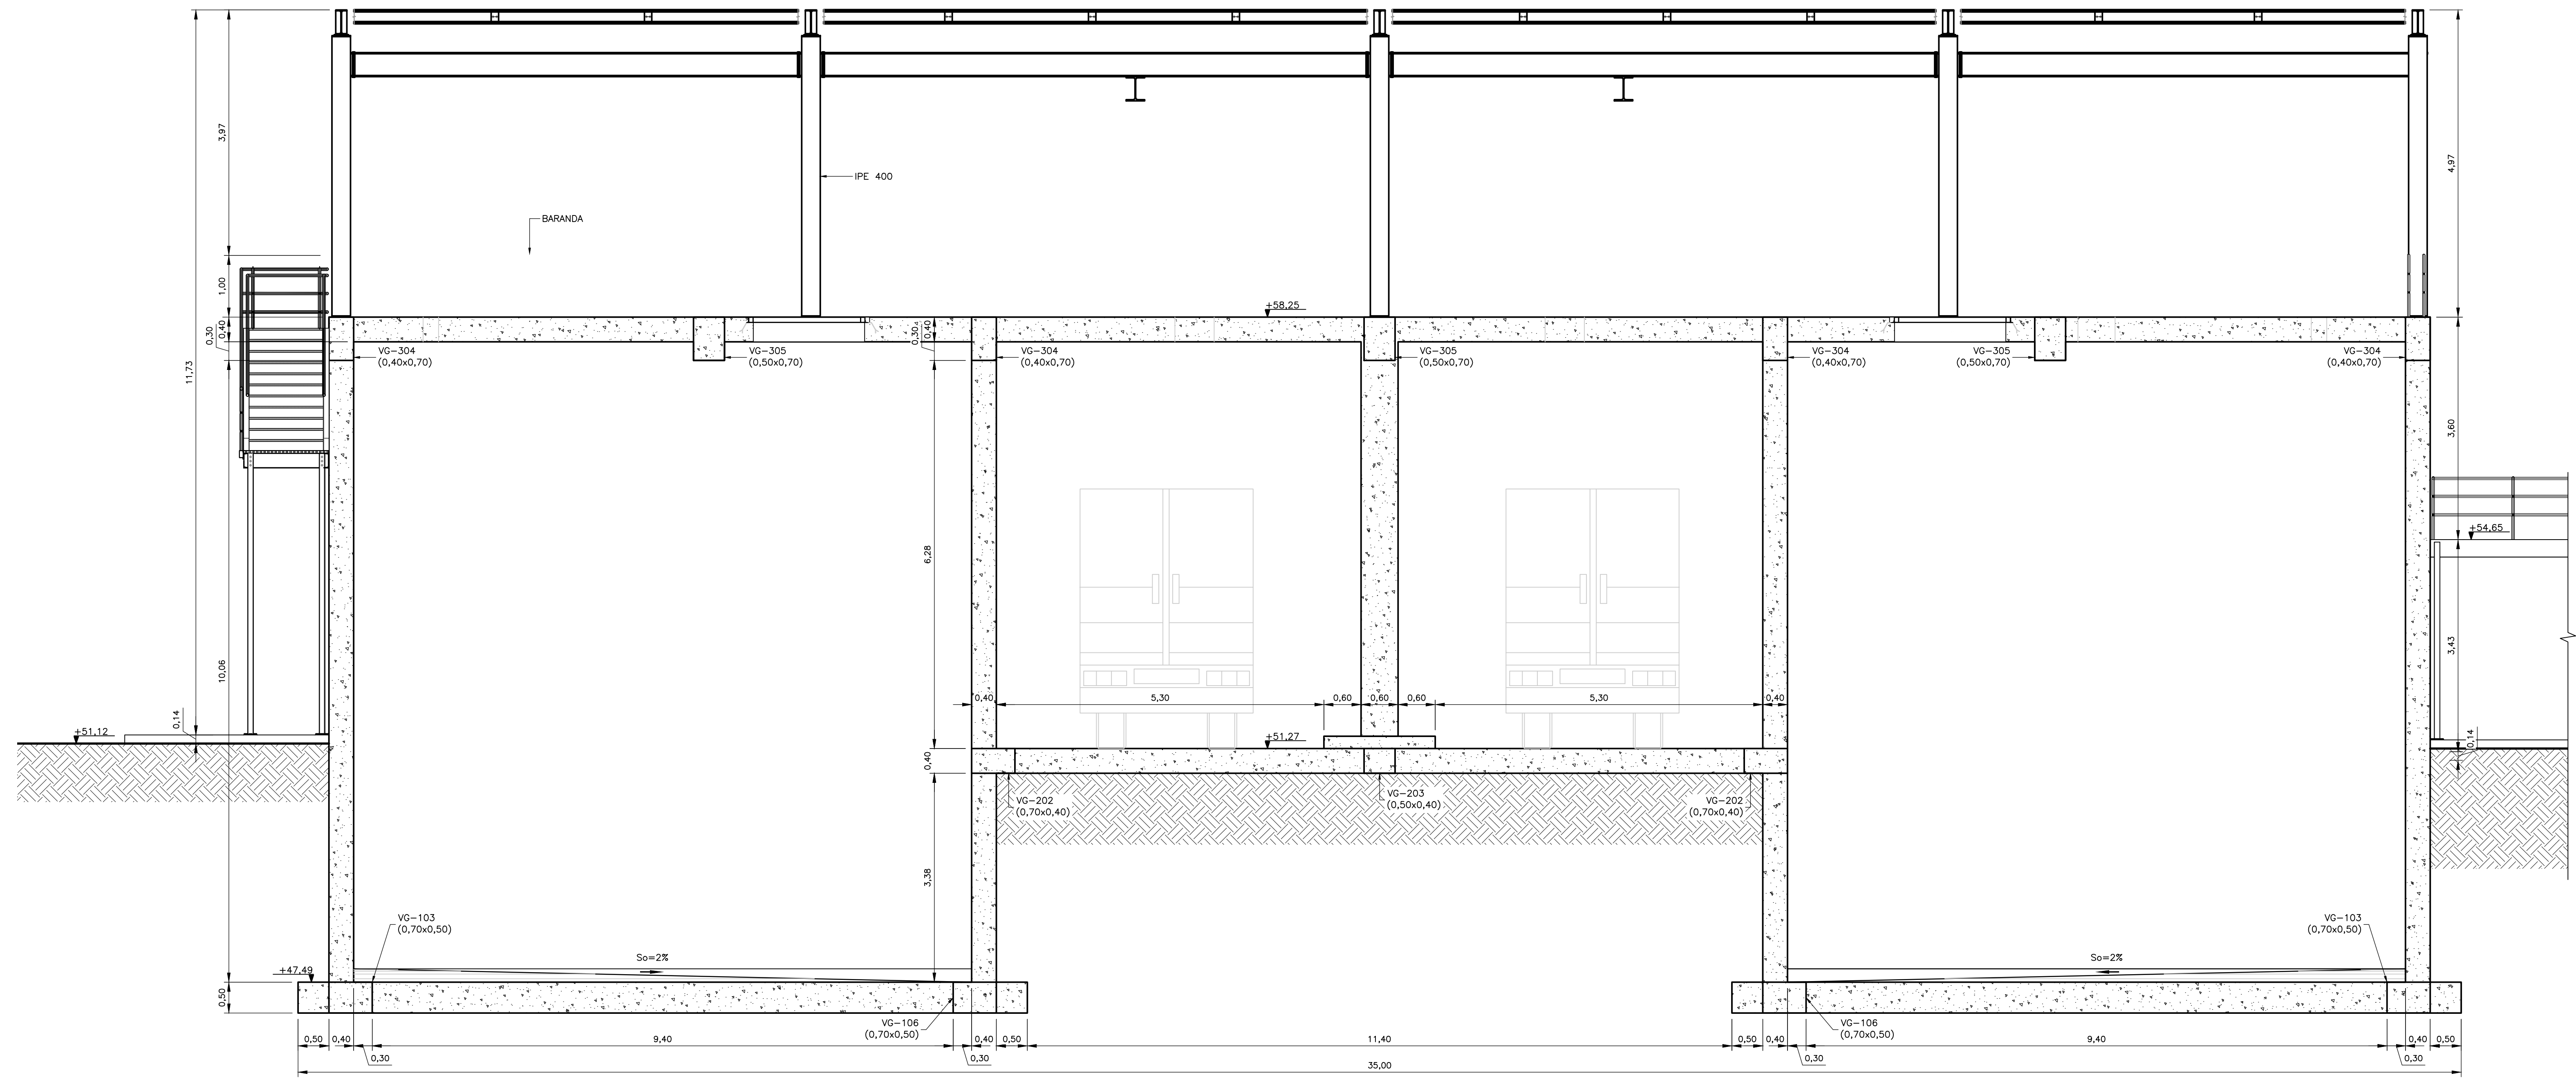 3,97
4,97
IPE 400
BARANDA
11,73
1,00
0,30
0,40
0,30
0,40
+58,25
VG-304
(0,40x0,70)
VG-305
(0,50x0,70)
VG-304
(0,40x0,70)
VG-305
(0,50x0,70)
VG-304
(0,40x0,70)
VG-305
(0,50x0,70)
VG-304
(0,40x0,70)
3,60
+54,65
6,28
10,06
3,43
0,40
5,30
0,60
0,60
0,60
5,30
0,40
0,14
+51,12
+51,27
0,14
0,40
VG-202
(0,70x0,40)
VG-203
(0,50x0,40)
VG-202
(0,70x0,40)
3,38
VG-103
(0,70x0,50)
VG-103
(0,70x0,50)
So=2%
So=2%
+47,49
0,50
VG-106
(0,70x0,50)
VG-106
(0,70x0,50)
0,50
0,40
9,40
0,40
0,50
11,40
0,50
0,40
9,40
0,40
0,50
0,30
0,30
0,30
0,30
35,00